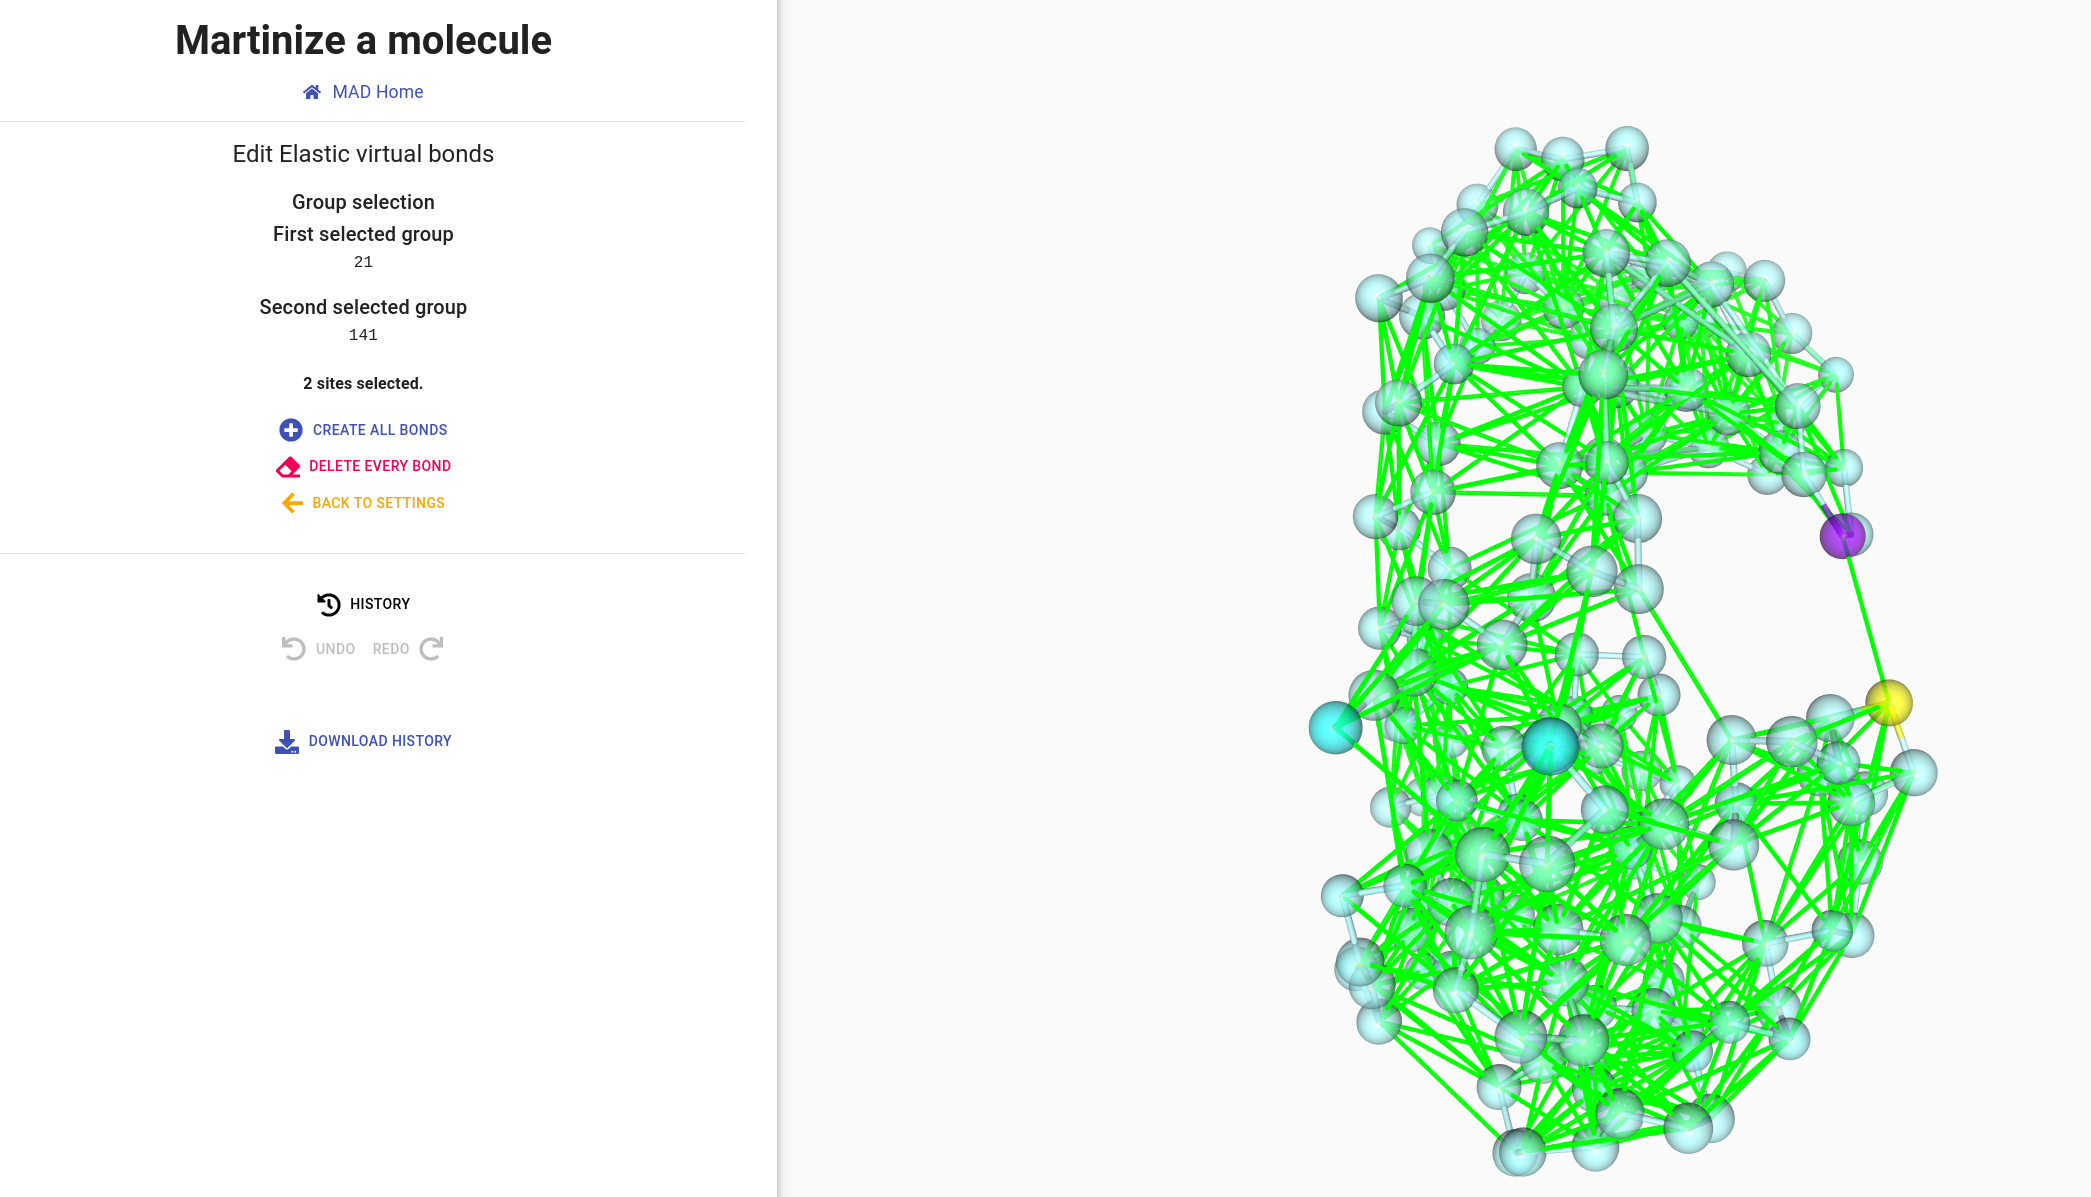 Martinize a molecule
MAD Home
Edit Elastic virtual bonds
Group selection
First selected group
21
Second selected group
141
2 sites selected.
CREATE ALL BONDS
DELETE EVERY BOND
BACK TO SETTINGS
HISTORY
UNDO REDO
DOWNLOAD HISTORY